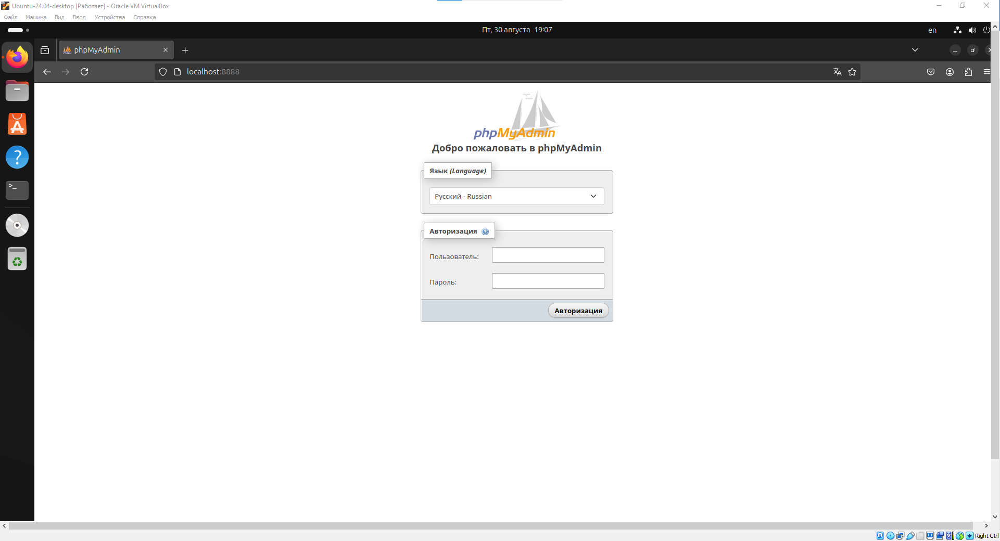 Ubuntu-24.04-desktop [Работает] - Oracle VM VirtualBox
Файл Машина Вид Ввод Устройства Справка
Пт, 30 августа 19:07
en
phpMyAdmin
localhost:8888
phpMyAdmin
Добро пожаловать в phpMyAdmin
Язык (Language)
Русский - Russian
Авторизация
Пользователь:
Пароль:
Авторизация
Right Ctrl